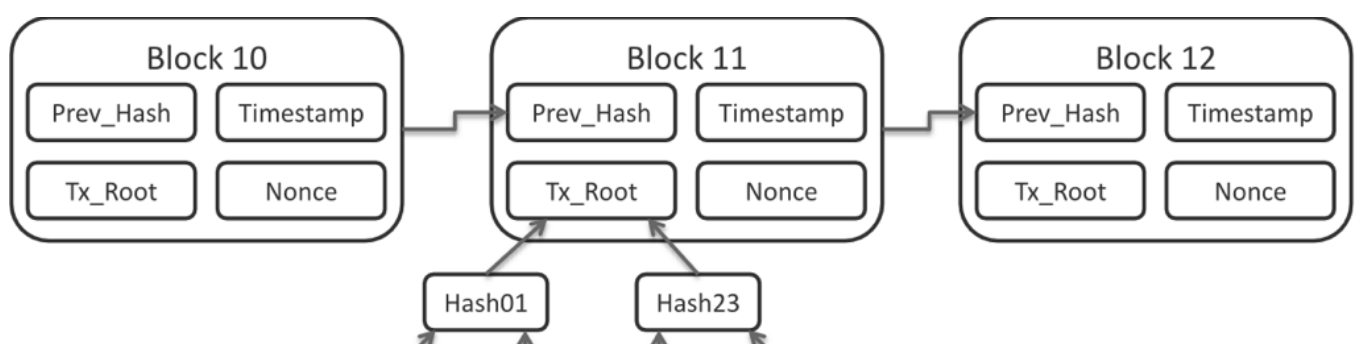 Block 10
Prev_Hash Timestamp
Tx_Root Nonce
Block 11
Prev_Hash Timestamp
Tx_Root Nonce
Block 12
Prev_Hash Timestamp
Tx_Root Nonce
Hash01 Hash23